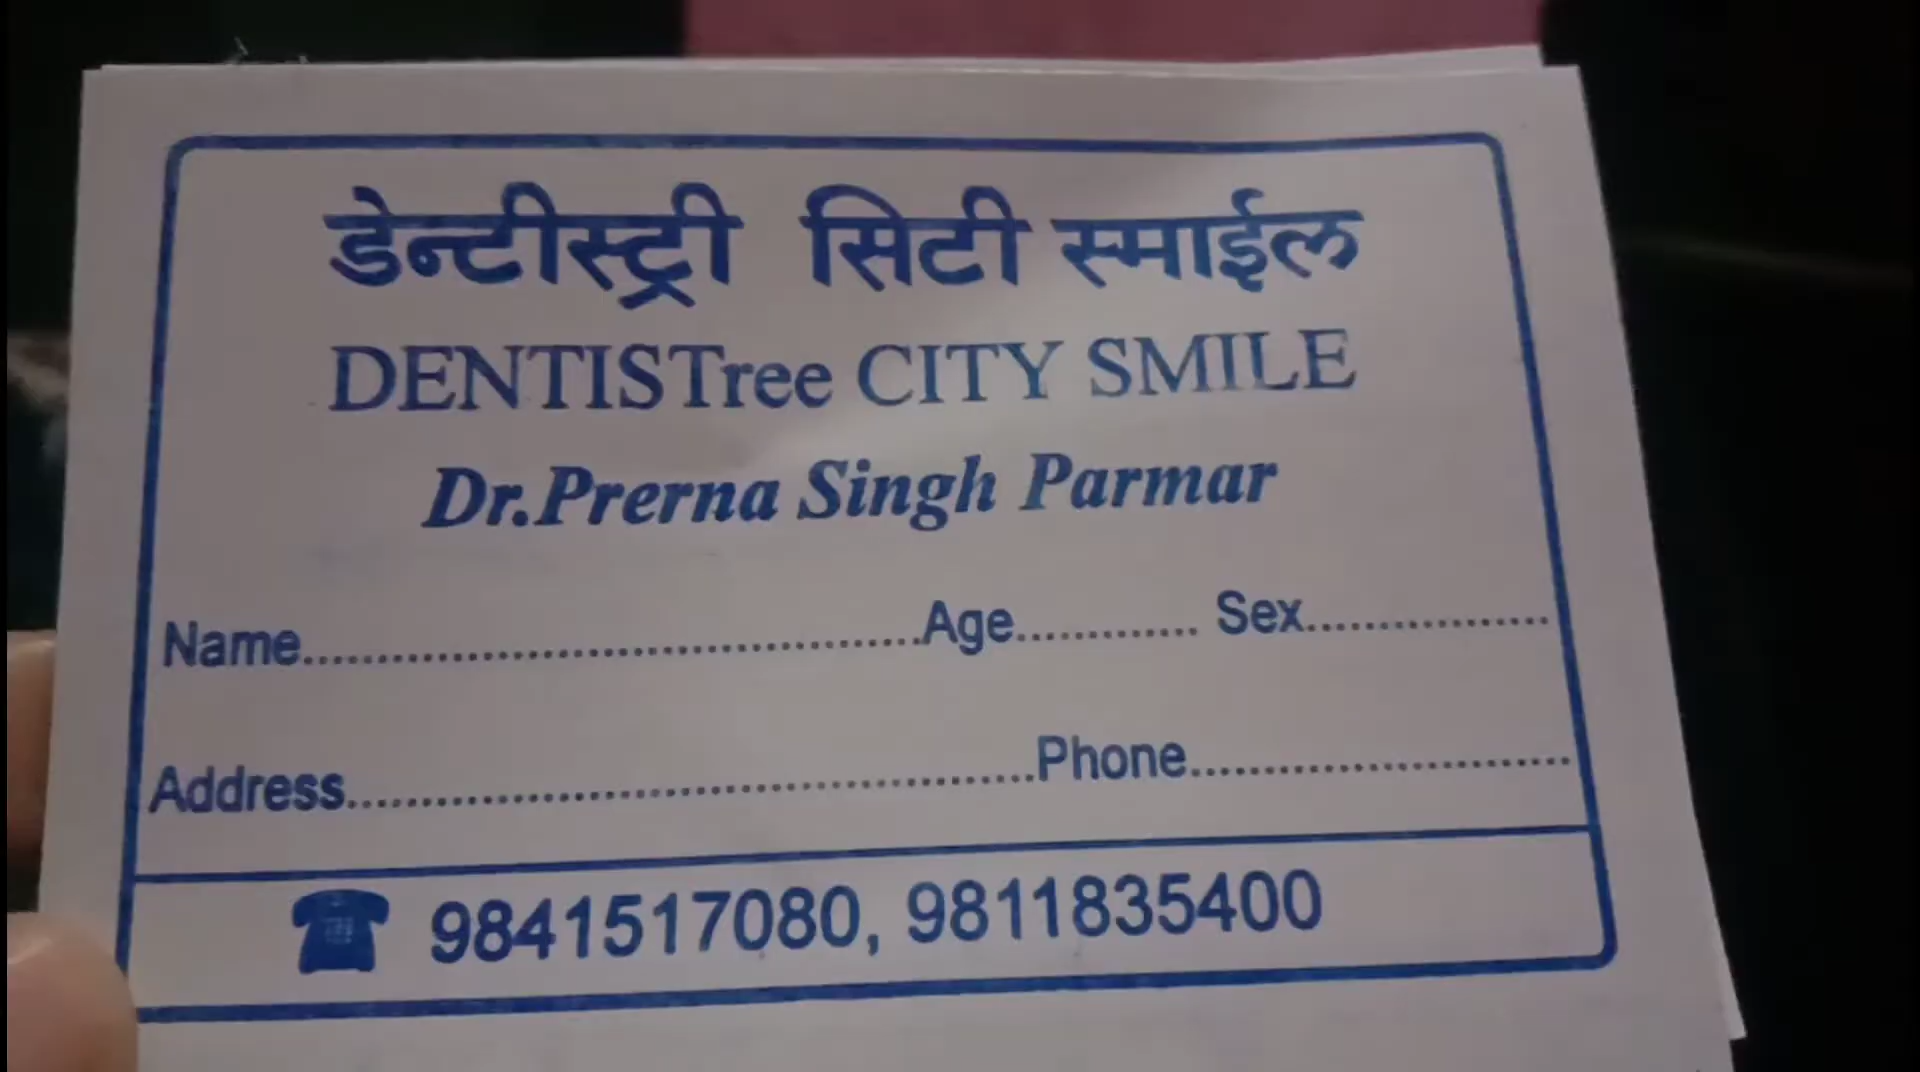 डेन्टीस्ट्री सिटी स्माईल
DENTISTree CITY SMILE
Dr.Prerna Singh Parmar
Name..................................................Age............. Sex.................
Address..................................................Phone..........................
☎ 9841517080, 9811835400